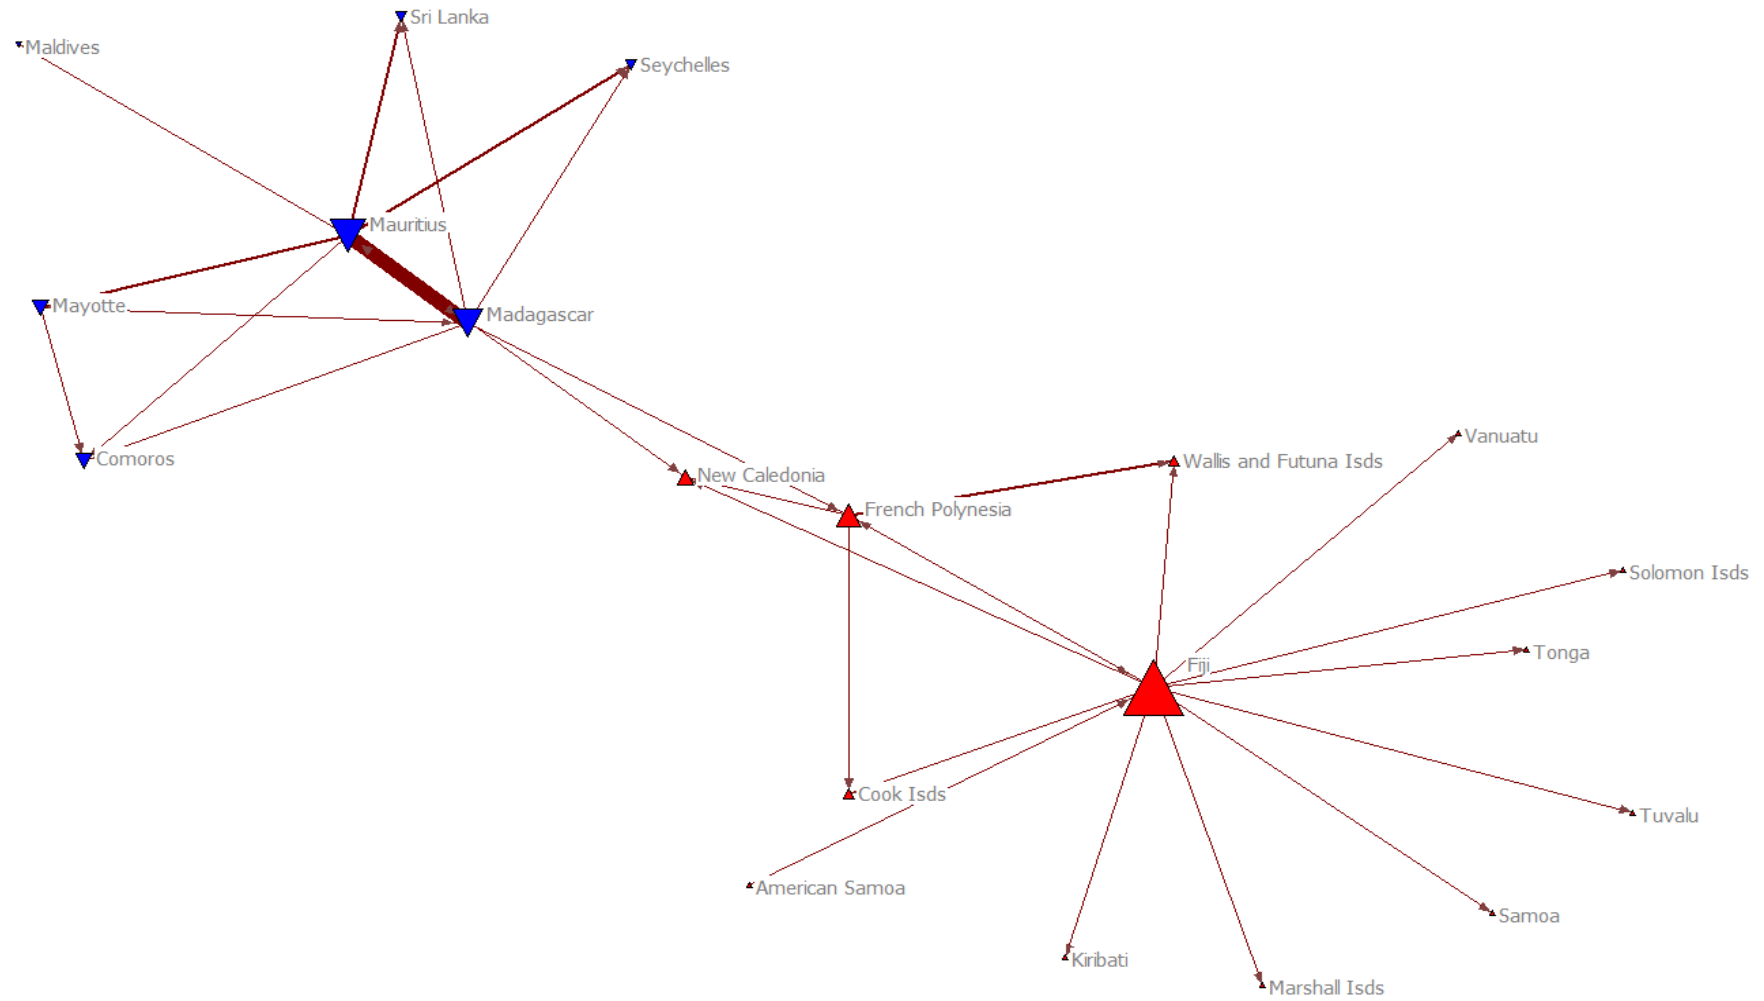 Sri Lanka
Maldives
Seychelles
Mauritius
Mayotte
Madagascar
Comoros
New Caledonia
French Polynesia
Wallis and Futuna Isds
Vanuatu
Solomon Isds
Tonga
Fiji
Cook Isds
Tuvalu
American Samoa
Samoa
Kiribati
Marshall Isds